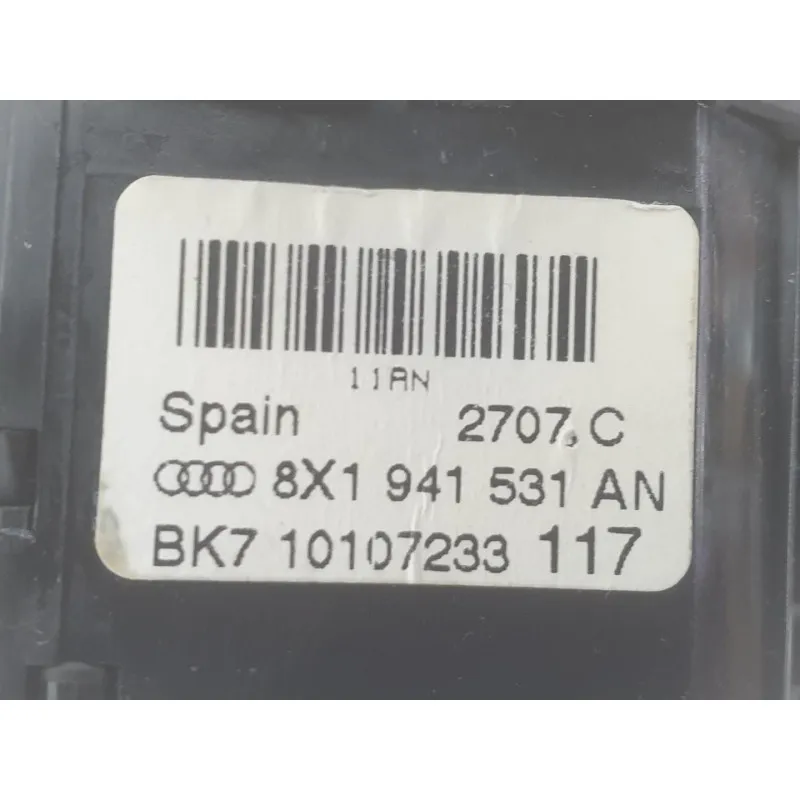 11AN
Spain 2707.C
8X1 941 531 AN
BK7 10107233 117